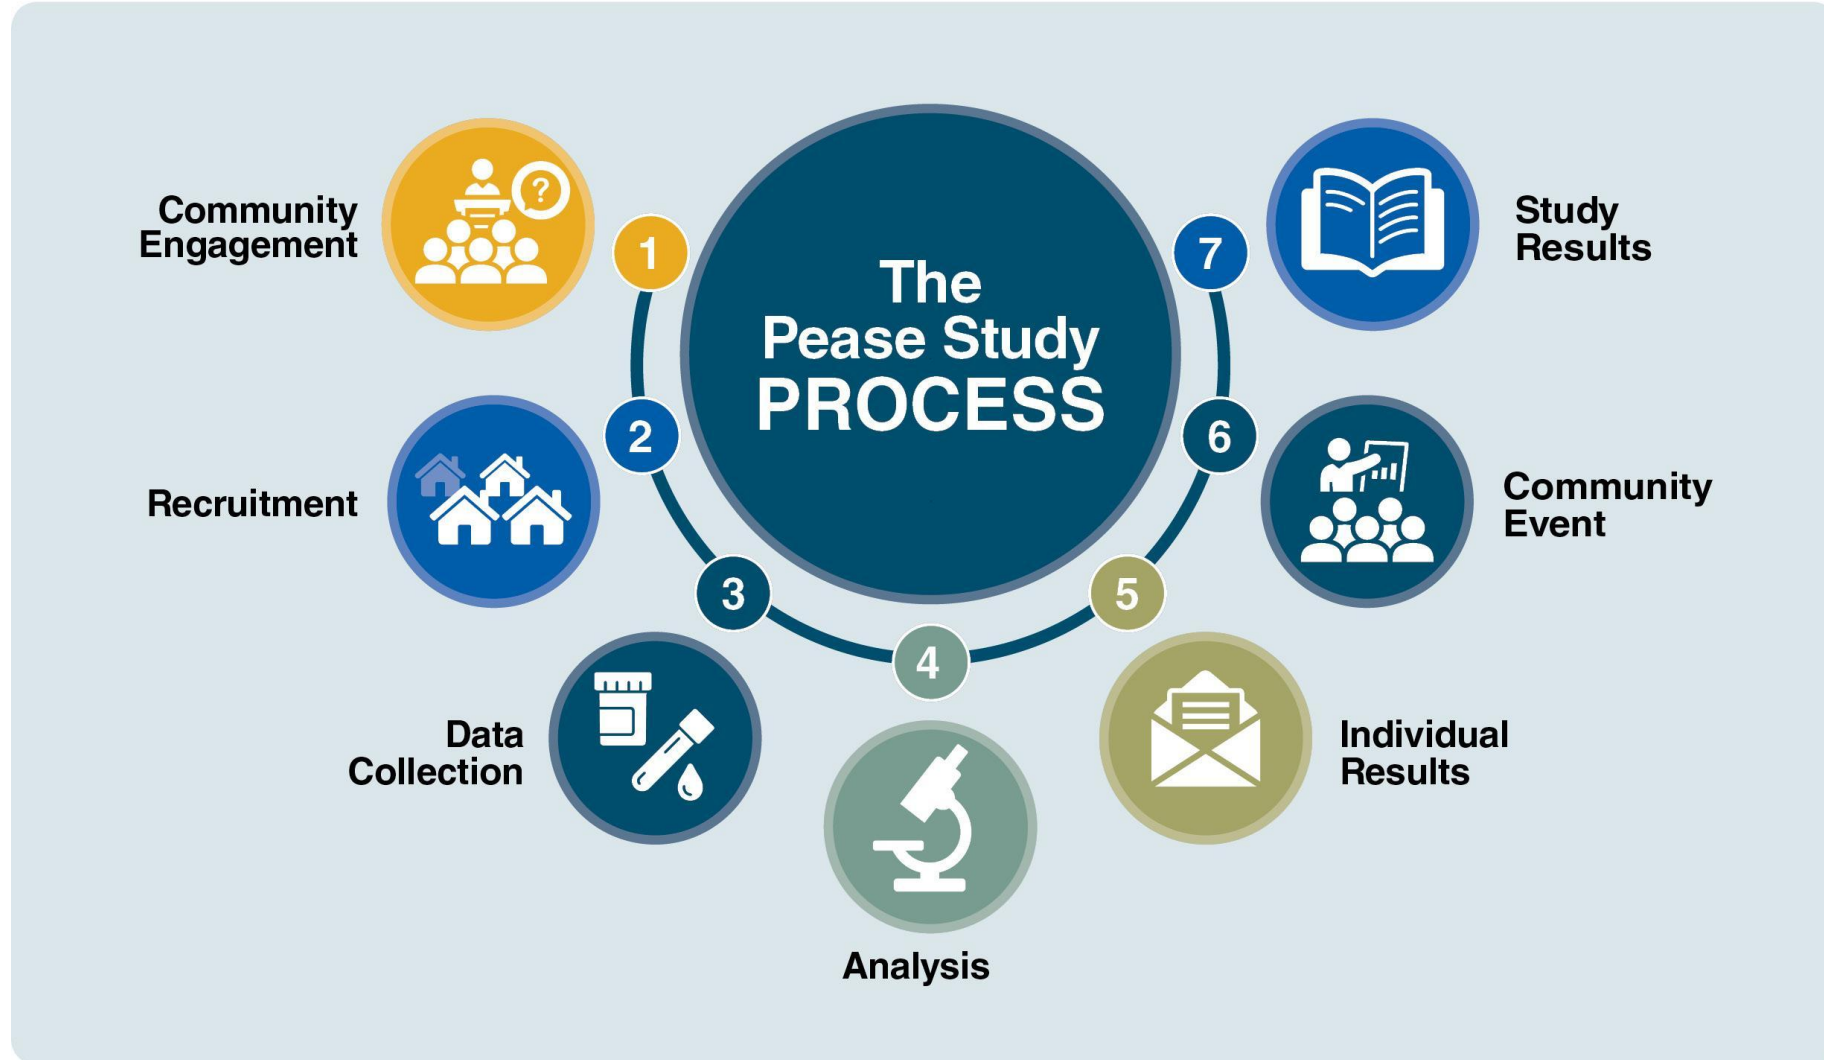 The
Pease Study
PROCESS
1
Community
Engagement
?
2
Recruitment
3
Data
Collection
4
Analysis
5
Individual
Results
6
Community
Event
7
Study
Results